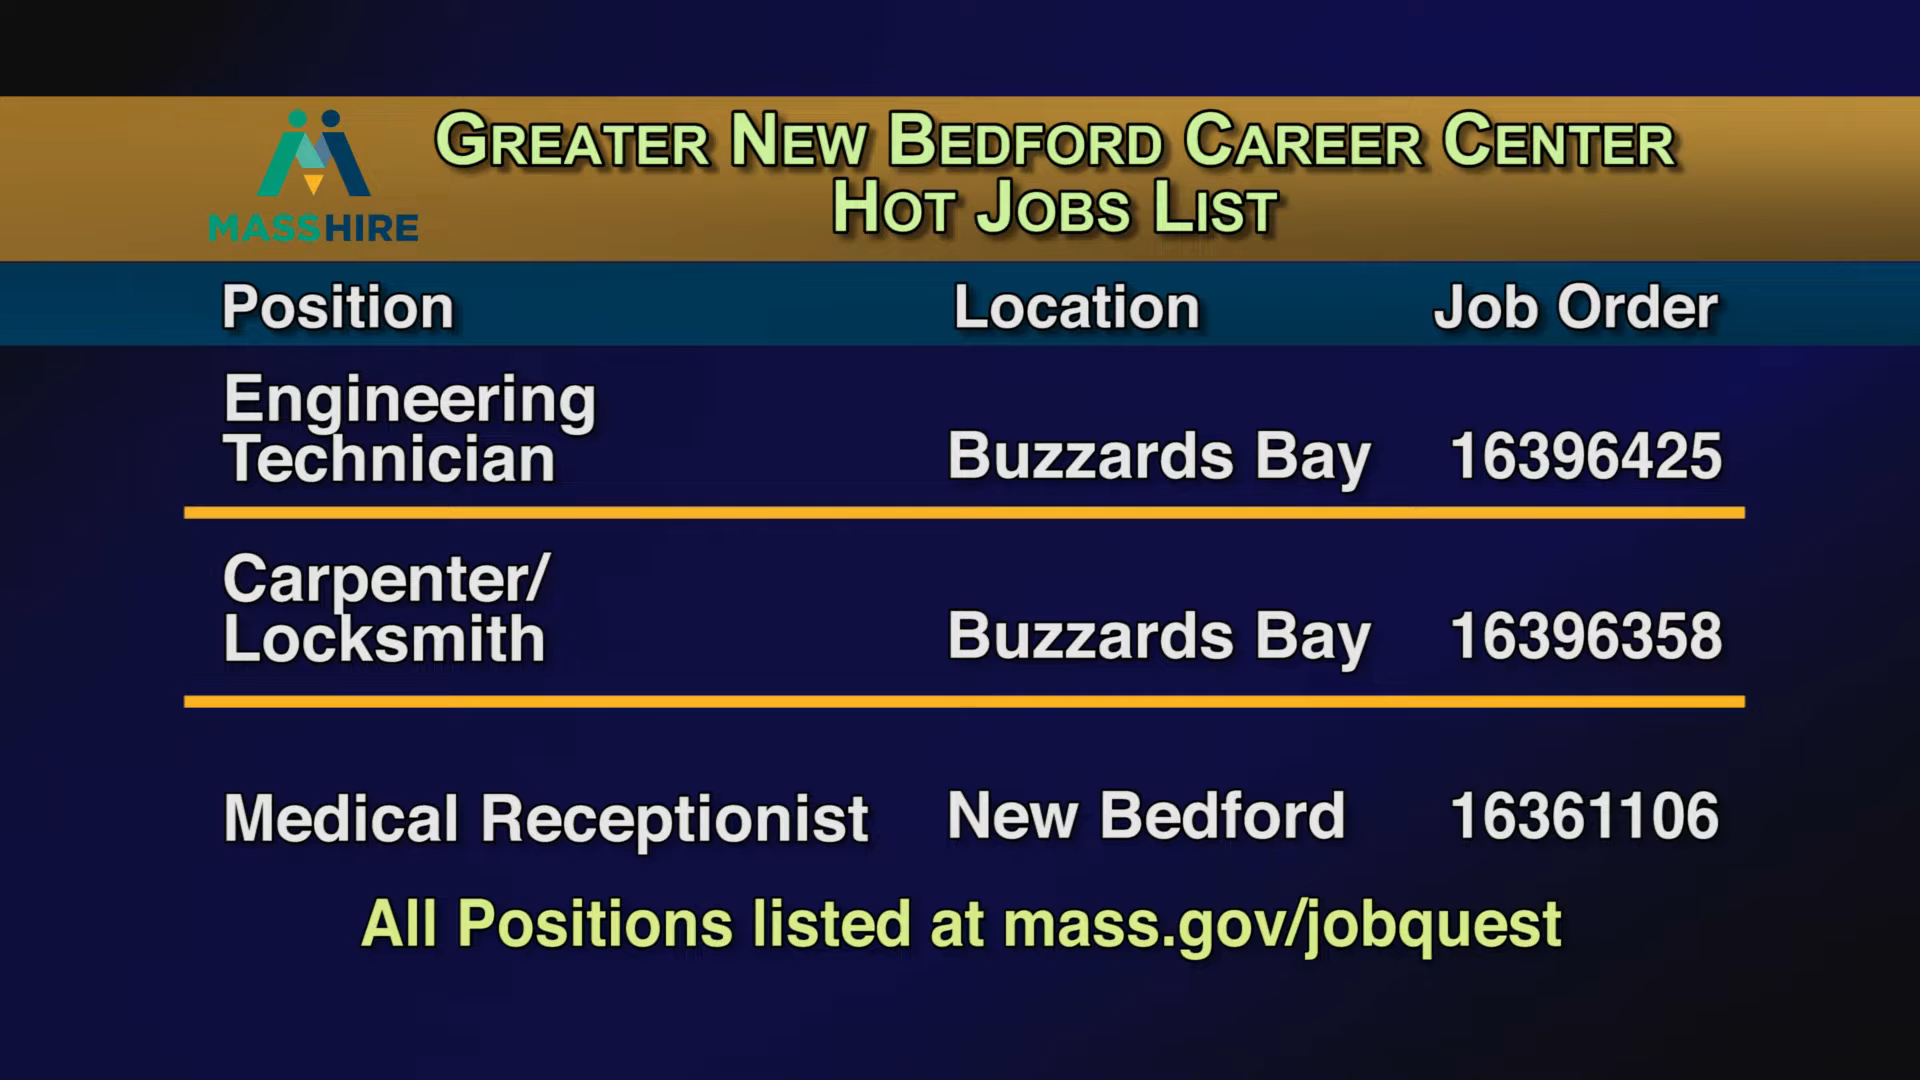 GREATER NEW BEDFORD CAREER CENTER
HOT JOBS LIST
MASSHIRE
Position Location Job Order
Engineering
Technician Buzzards Bay 16396425
Carpenter/
Locksmith Buzzards Bay 16396358
Medical Receptionist New Bedford 16361106
All Positions listed at mass.gov/jobquest